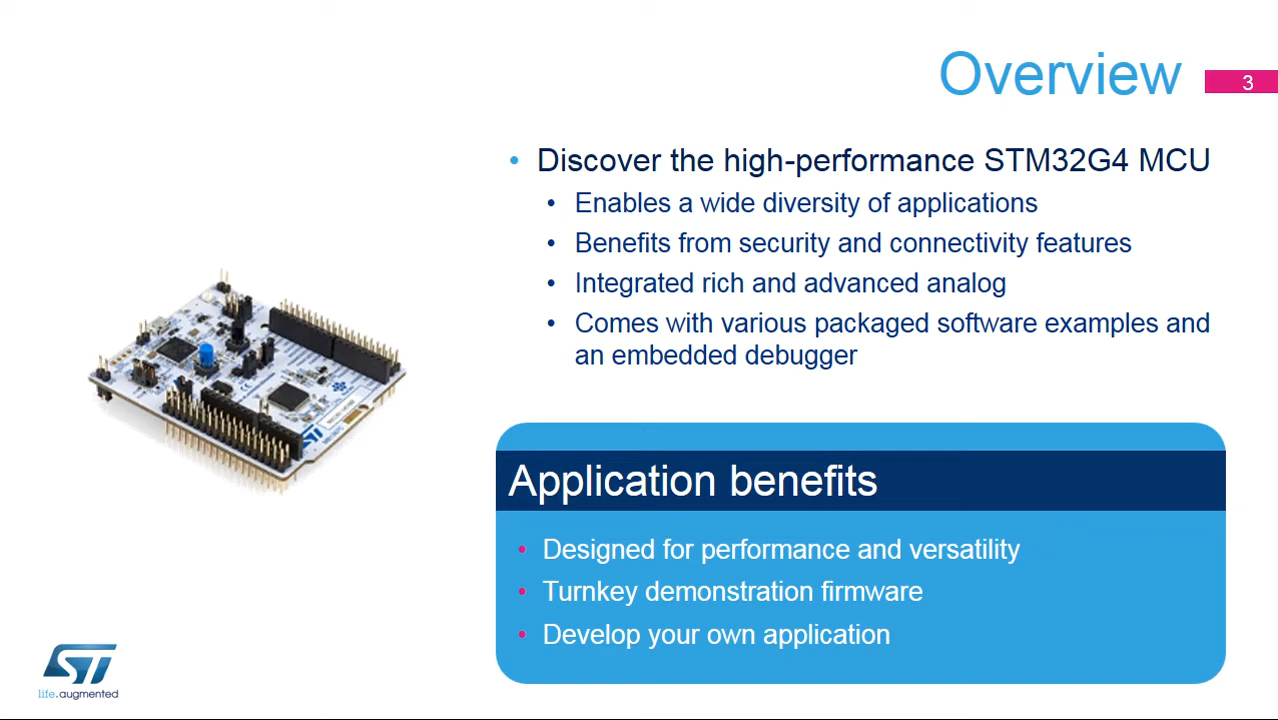 Overview
3
• Discover the high-performance STM32G4 MCU
• Enables a wide diversity of applications
• Benefits from security and connectivity features
• Integrated rich and advanced analog
• Comes with various packaged software examples and
an embedded debugger
Application benefits
• Designed for performance and versatility
• Turnkey demonstration firmware
• Develop your own application
ST
life.augmented